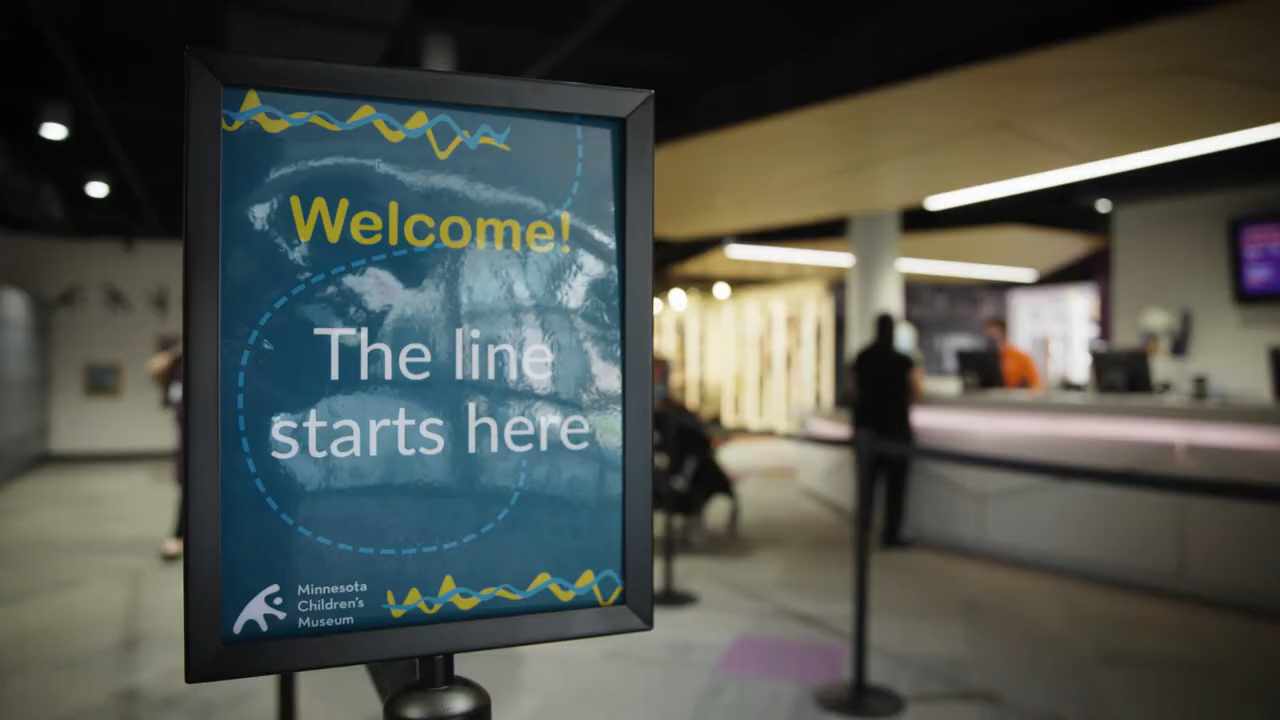 Welcome!
The line
starts here
Minnesota
Children's
Museum